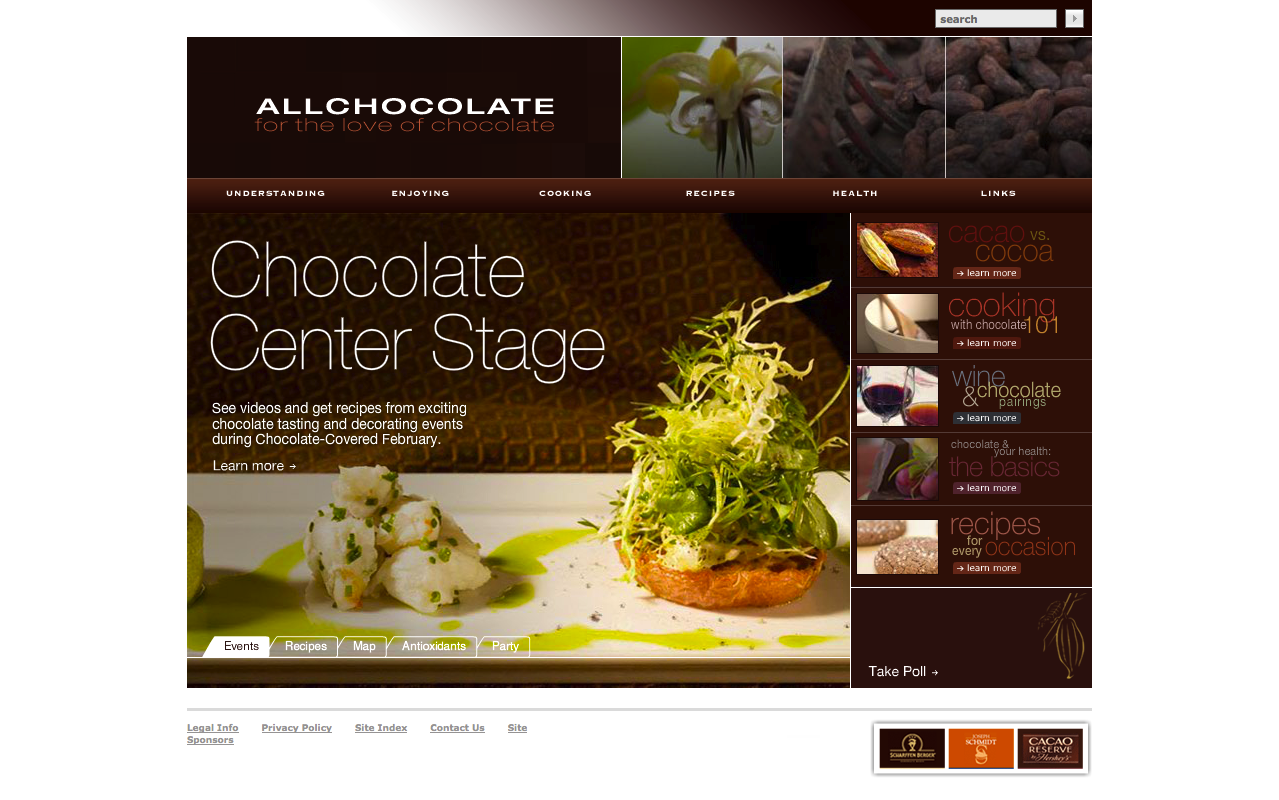 search
ALLCHOCOLATE
for the love of chocolate
UNDERSTANDING ENJOYING COOKING RECIPES HEALTH LINKS
Chocolate
Center Stage
See videos and get recipes from exciting
chocolate tasting and decorating events
during Chocolate-Covered February.
Learn more →
Events Recipes Map Antioxidants Party
cacao vs.
cocoa
→ learn more
cooking
with chocolate 101
→ learn more
wine
& chocolate
pairings
→ learn more
chocolate &
your health:
the basics
→ learn more
recipes
for
every occasion
→ learn more
Take Poll →
Legal Info Privacy Policy Site Index Contact Us Site
Sponsors
SCHARFFEN BERGER
JOSEPH
SCHMIDT
CACAO
RESERVE
by Hershey's